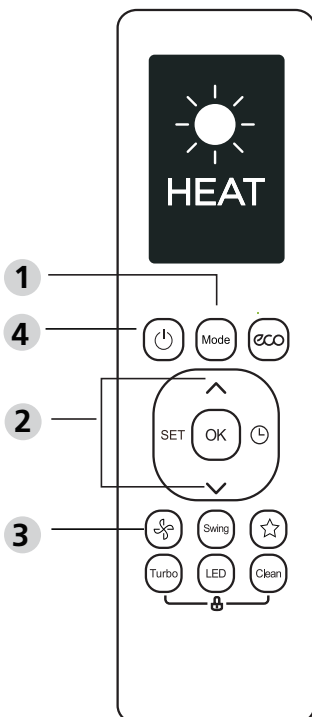 HEAT
1
4
Mode
eco
2
SET OK
3
Swing
Turbo LED Clean